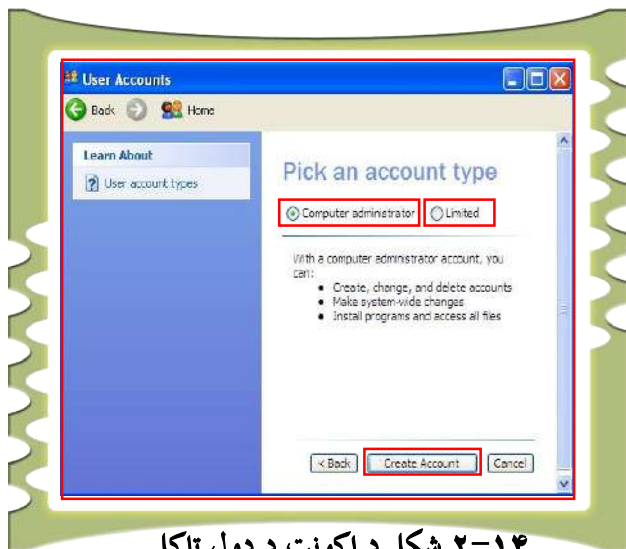 User Accounts
Back Home
Learn About
User account types
Pick an account type
Computer administrator Limited
With a computer administrator account, you
can:
• Create, change, and delete accounts
• Make system-wide changes
• Install programs and access all files
< Back Create Account Cancel
۱۴-۲ شکل د اکونټ د ډول ټاکل